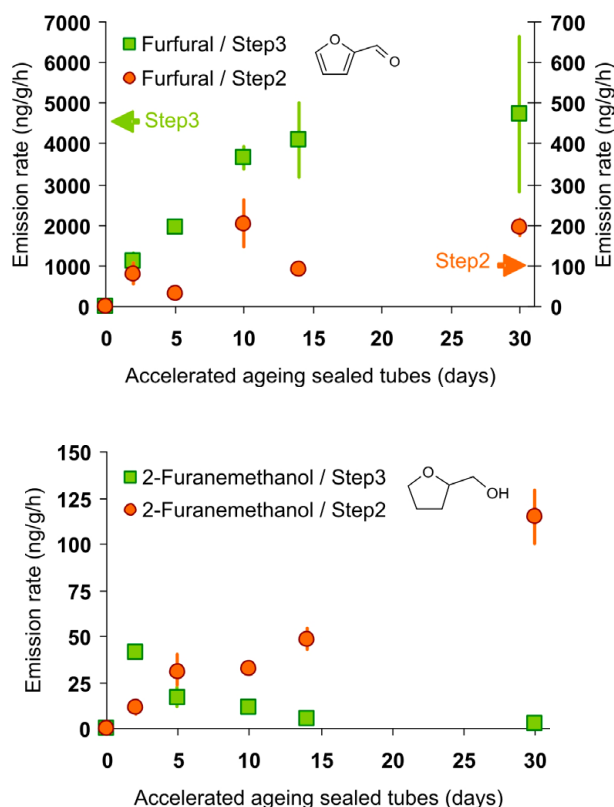 7000
6000
5000
4000
3000
2000
1000
0
Emission rate (ng/g/h)
Furfural / Step3
Furfural / Step2
O
O
Step3
Step2
700
600
500
400
300
200
100
0
Emission rate (ng/g/h)
0 5 10 15 20 25 30
Accelerated ageing sealed tubes (days)
150
125
100
75
50
25
0
Emission rate (ng/g/h)
2-Furanemethanol / Step3
2-Furanemethanol / Step2
O
OH
0 5 10 15 20 25 30
Accelerated ageing sealed tubes (days)